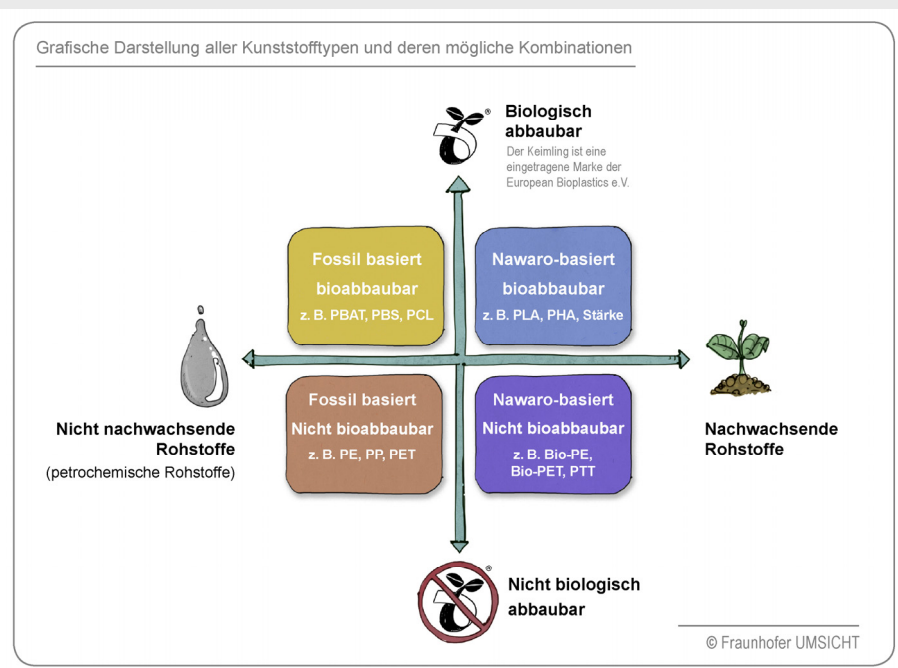 Grafische Darstellung aller Kunststofftypen und deren mögliche Kombinationen
®
Biologisch
abbaubar
Der Keimling ist eine
eingetragene Marke der
European Bioplastics e.V.
Fossil basiert
bioabbaubar
z. B. PBAT, PBS, PCL
Nawaro-basiert
bioabbaubar
z. B. PLA, PHA, Stärke
Nicht nachwachsende
Rohstoffe
(petrochemische Rohstoffe)
Fossil basiert
Nicht bioabbaubar
z. B. PE, PP, PET
Nawaro-basiert
Nicht bioabbaubar
z. B. Bio-PE,
Bio-PET, PTT
Nachwachsende
Rohstoffe
®
Nicht biologisch
abbaubar
© Fraunhofer UMSICHT